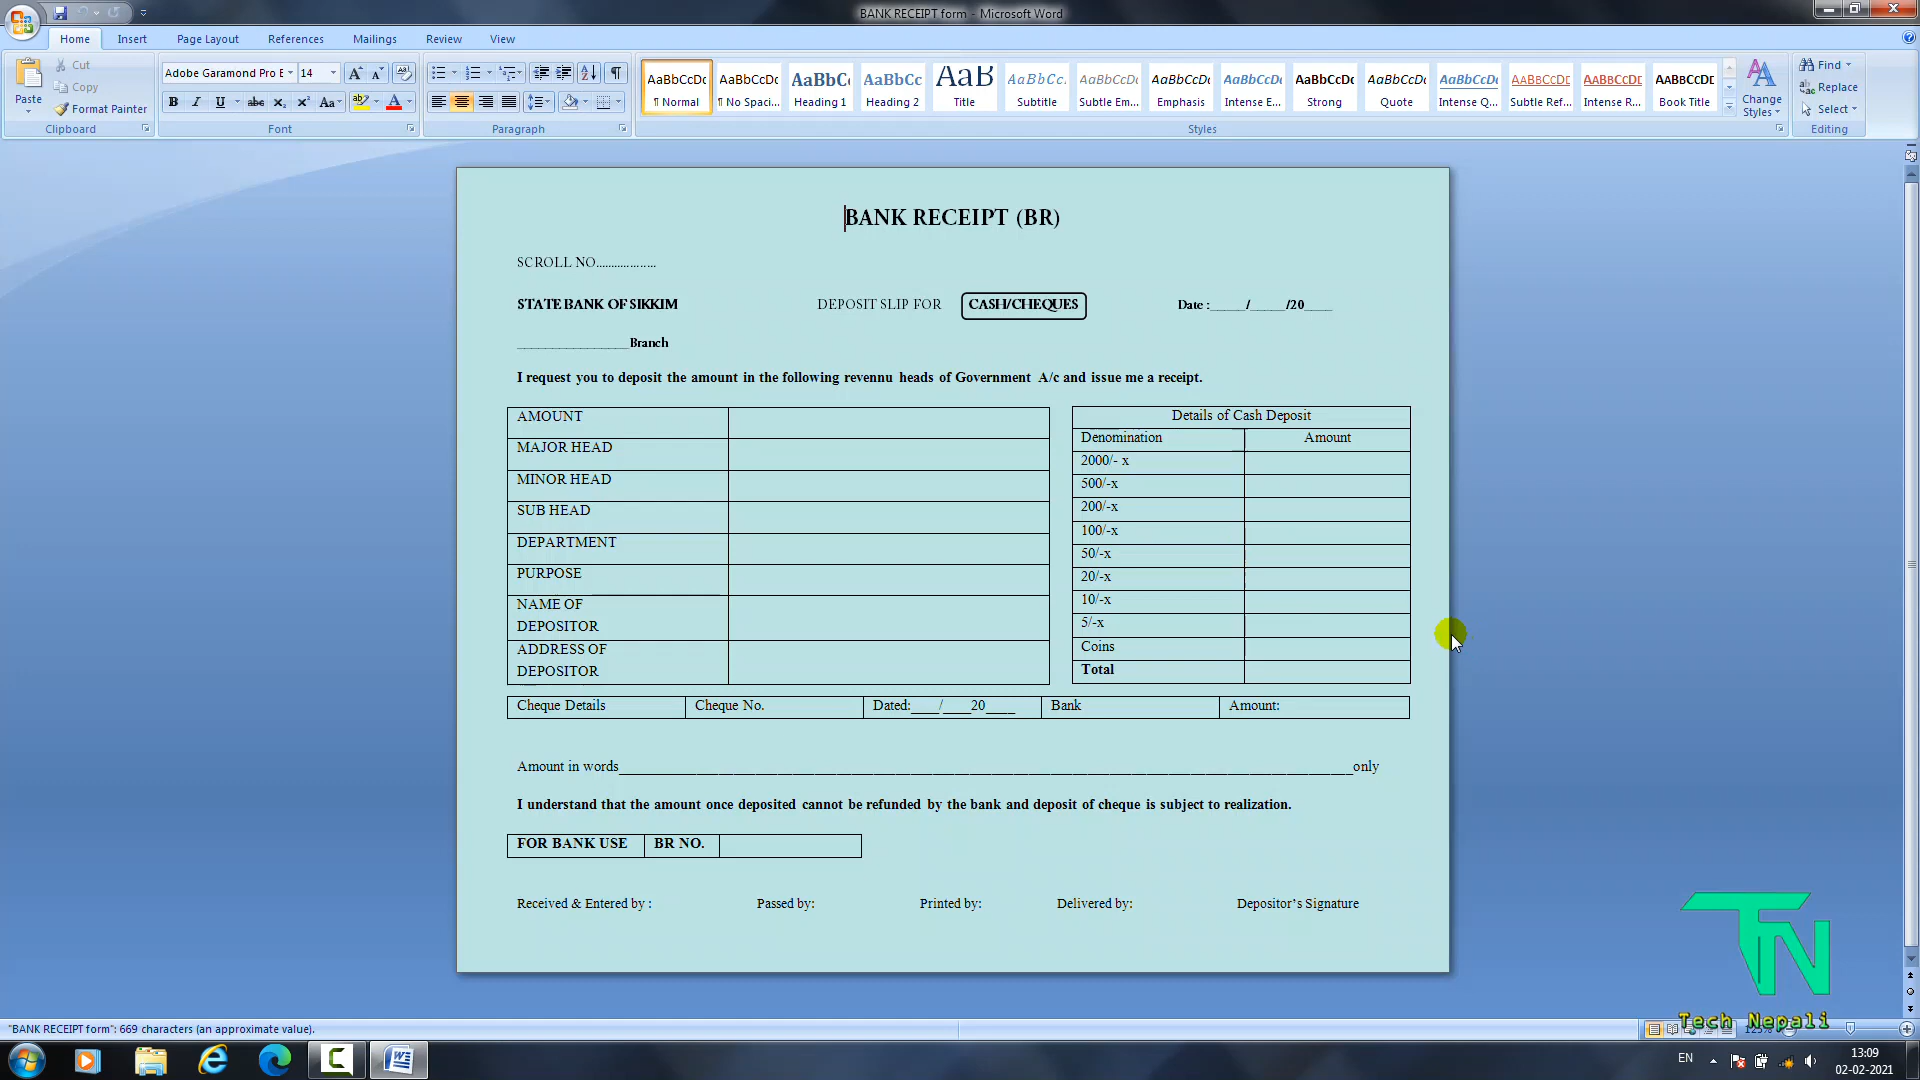 BANK RECEIPT form - Microsoft Word
Home Insert Page Layout References Mailings Review View
Paste
Cut
Copy
Format Painter
Clipboard
Adobe Garamond Pro E 14
Font
Paragraph
AaBbCcDc AaBbCcDc AaBbC AaBbCc AaB AaBbCc. AaBbCcDc AaBbCcDc AaBbCcDc AaBbCcDc AaBbCcDc AaBbCcDc AABBCCDE AABBCCDE AABBCCDE
¶ Normal ¶ No Spaci... Heading 1 Heading 2 Title Subtitle Subtle Em... Emphasis Intense E... Strong Quote Intense Q... Subtle Ref... Intense R... Book Title
Change Styles
Styles
Find
Replace
Select
Editing
BANK RECEIPT (BR)
SCROLL NO...................
STATE BANK OF SIKKIM DEPOSIT SLIP FOR CASH/CHEQUES Date :_____/_____/20____
________________Branch
I request you to deposit the amount in the following revennu heads of Government A/c and issue me a receipt.
AMOUNT
MAJOR HEAD
MINOR HEAD
SUB HEAD
DEPARTMENT
PURPOSE
NAME OF
DEPOSITOR
ADDRESS OF
DEPOSITOR
Details of Cash Deposit
Denomination Amount
2000/- x
500/-x
200/-x
100/-x
50/-x
20/-x
10/-x
5/-x
Coins
Total
Cheque Details Cheque No. Dated:____/____20____ Bank Amount:
Amount in words______________________________________________only
I understand that the amount once deposited cannot be refunded by the bank and deposit of cheque is subject to realization.
FOR BANK USE BR NO.
Received & Entered by : Passed by: Printed by: Delivered by: Depositor's Signature
TN
Tech Nepali
"BANK RECEIPT form": 669 characters (an approximate value).
EN
13:09
02-02-2021